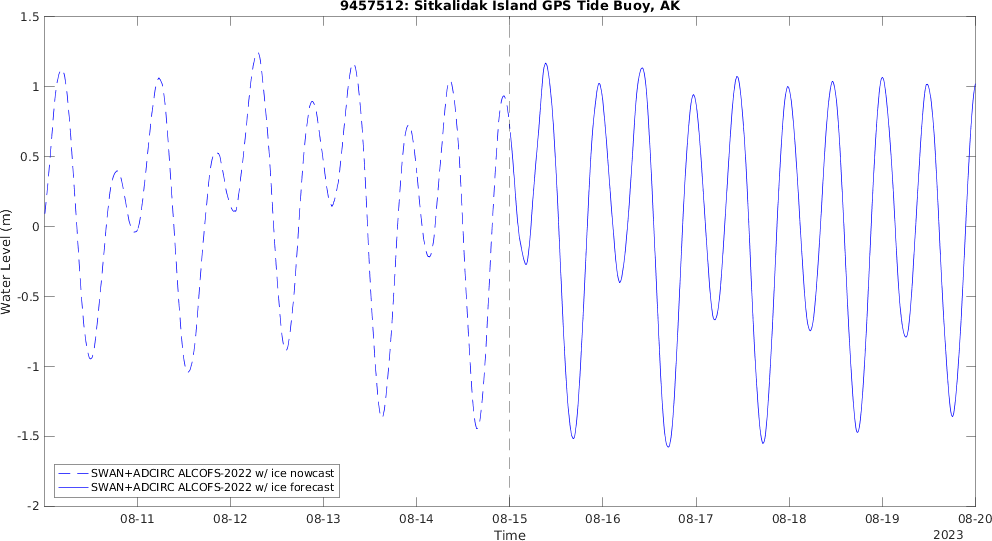 9457512: Sitkalidak Island GPS Tide Buoy, AK
1.5
1
0.5
0
-0.5
-1
-1.5
-2
Water Level (m)
SWAN+ADCIRC ALCOFS-2022 w/ ice nowcast
SWAN+ADCIRC ALCOFS-2022 w/ ice forecast
08-11 08-12 08-13 08-14 08-15 08-16 08-17 08-18 08-19 08-20
Time
2023